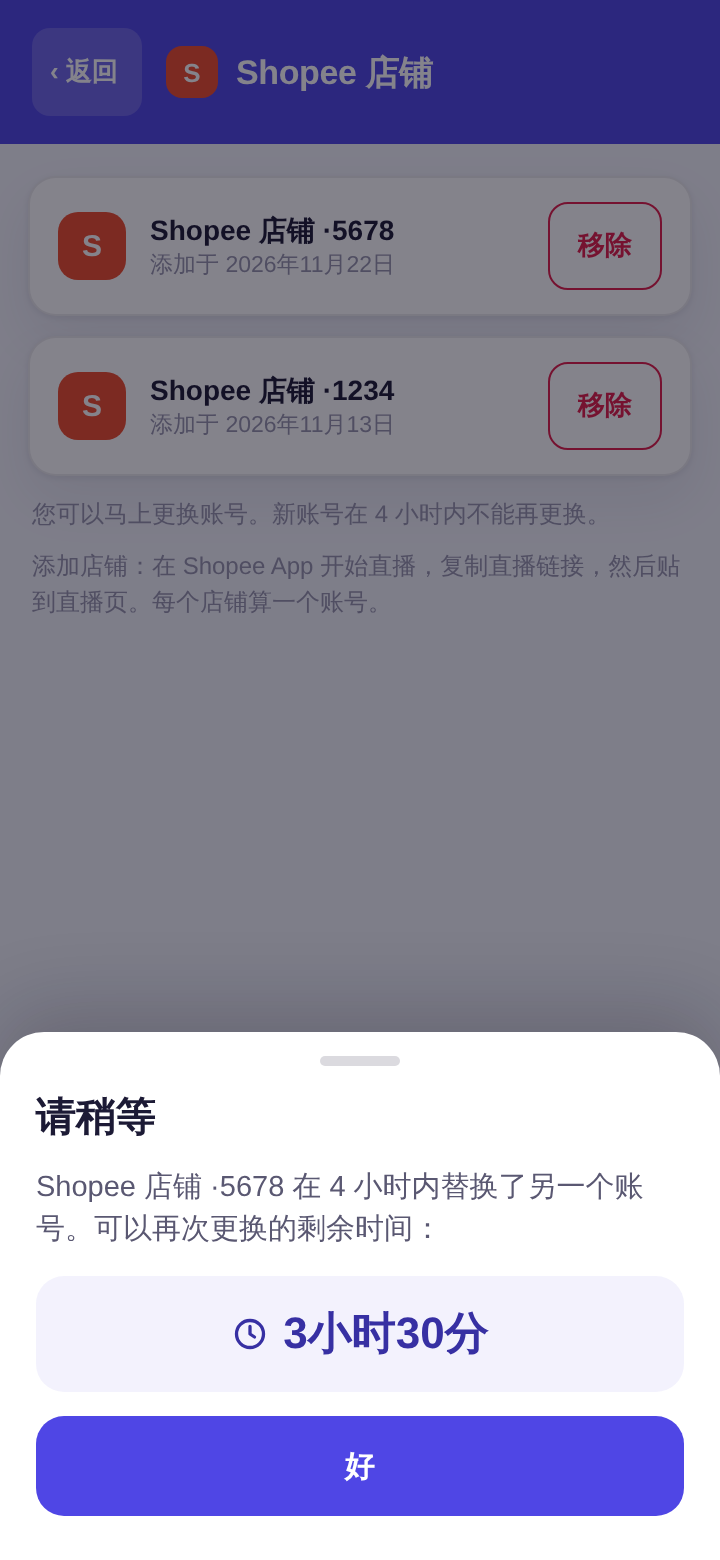 ‹ 返回
S
Shopee 店铺
S
Shopee 店铺 ·5678
添加于 2026年11月22日
移除
S
Shopee 店铺 ·1234
添加于 2026年11月13日
移除
您可以马上更换账号。新账号在 4 小时内不能再更换。
添加店铺：在 Shopee App 开始直播，复制直播链接，然后贴
到直播页。每个店铺算一个账号。
请稍等
Shopee 店铺 ·5678 在 4 小时内替换了另一个账
号。可以再次更换的剩余时间：
3小时30分
好